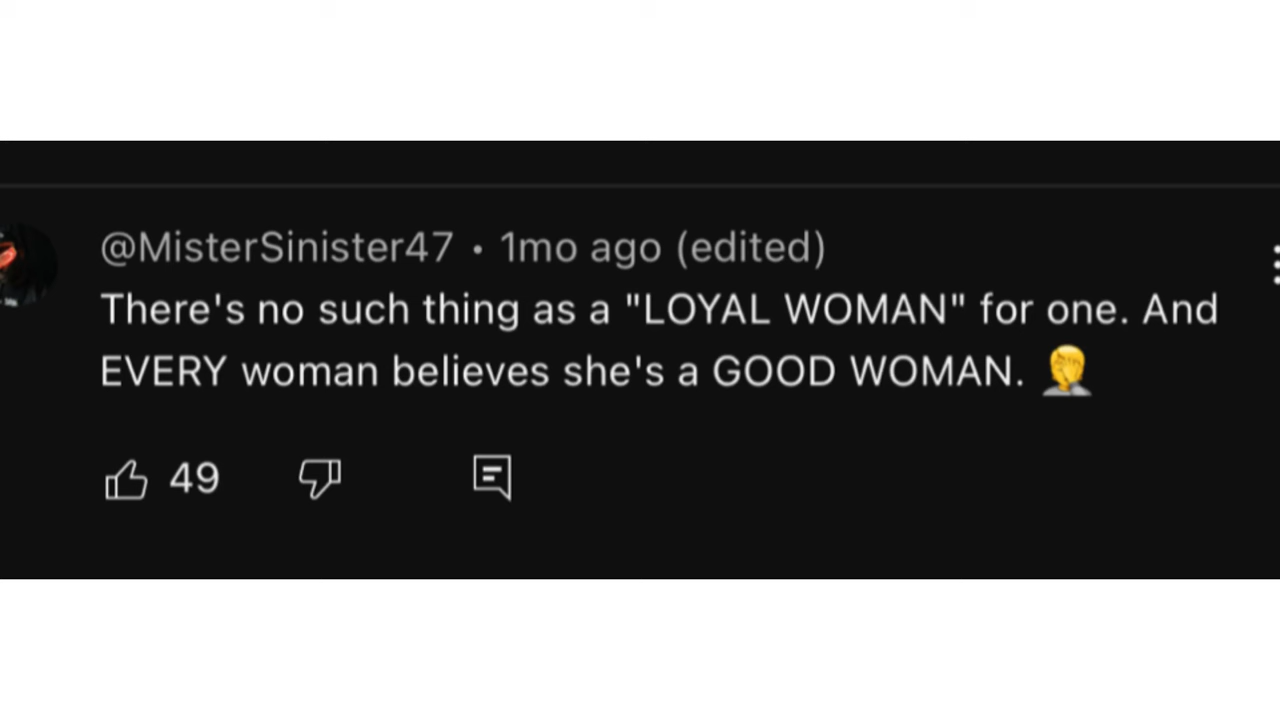 @MisterSinister47 • 1mo ago (edited)
There's no such thing as a "LOYAL WOMAN" for one. And
EVERY woman believes she's a GOOD WOMAN. 🤦
49